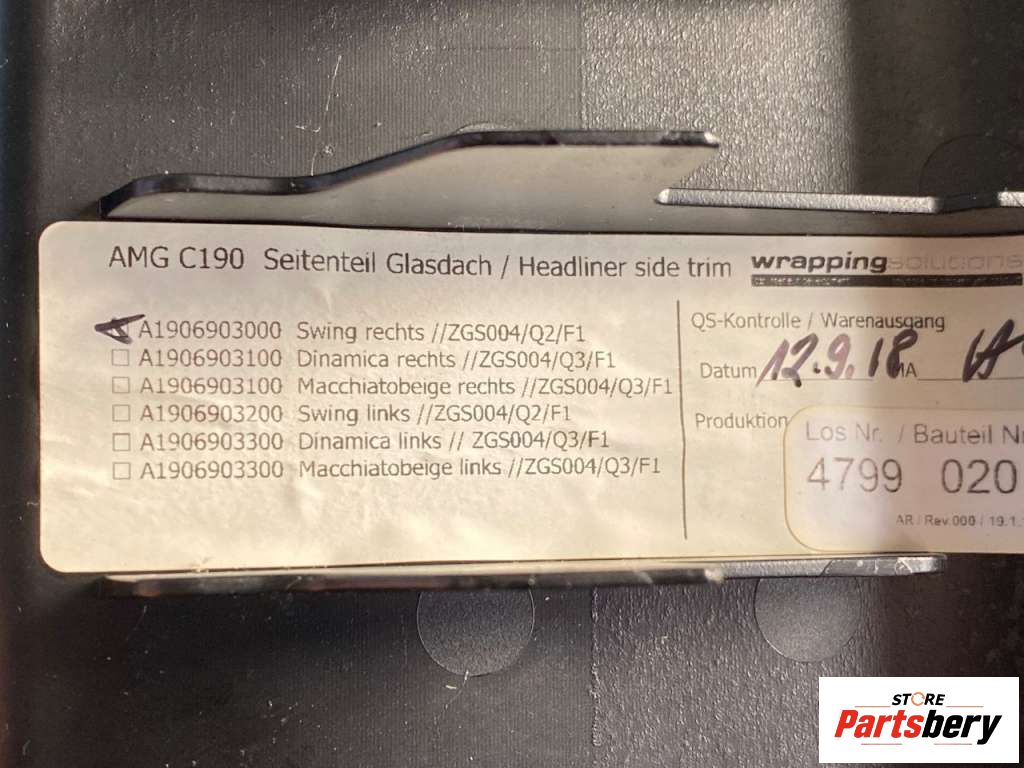 AMG C190 Seitenteil Glasdach / Headliner side trim
wrappingsolutions
A1906903000 Swing rechts //ZGS004/Q2/F1
A1906903100 Dinamica rechts //ZGS004/Q3/F1
A1906903100 Macchiatobeige rechts //ZGS004/Q3/F1
A1906903200 Swing links //ZGS004/Q2/F1
A1906903300 Dinamica links // ZGS004/Q3/F1
A1906903300 Macchiatobeige links //ZGS004/Q3/F1
QS-Kontrolle / Warenausgang
Datum 12.9.18 MA
Produktion
Los Nr. / Bauteil Nr
4799 020
AR / Rev.000 / 19.1.
STORE
Partsbery